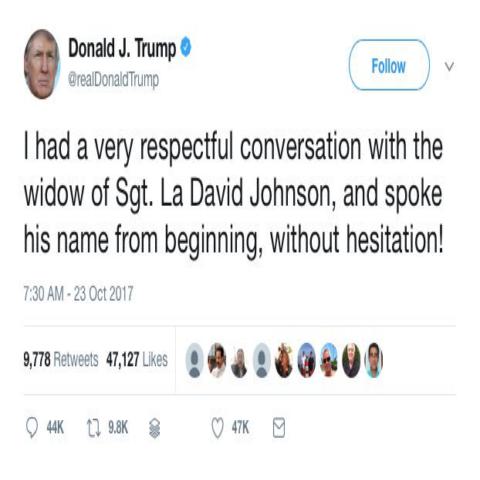 Donald J. Trump
@realDonaldTrump
Follow
I had a very respectful conversation with the
widow of Sgt. La David Johnson, and spoke
his name from beginning, without hesitation!
7:30 AM - 23 Oct 2017
9,778 Retweets 47,127 Likes
44K 9.8K 47K